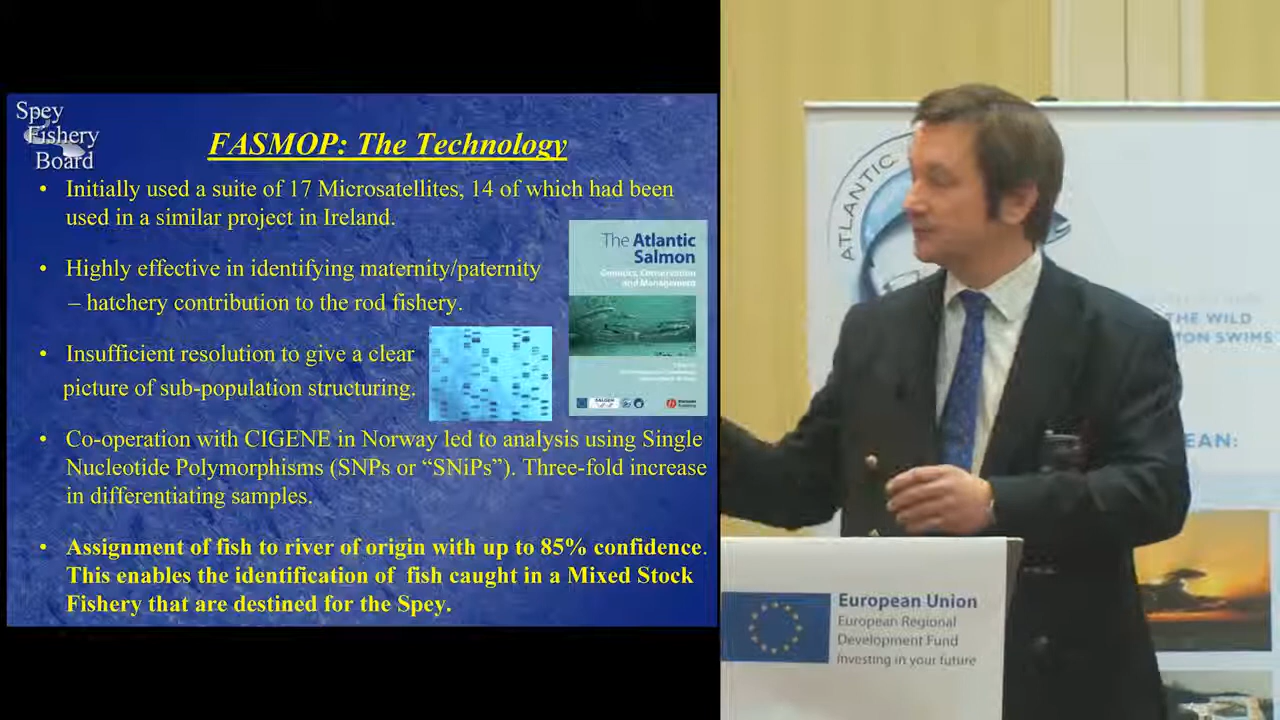 Spey
Fishery
Board
FASMOP: The Technology
• Initially used a suite of 17 Microsatellites, 14 of which had been
used in a similar project in Ireland.
• Highly effective in identifying maternity/paternity
– hatchery contribution to the rod fishery.
• Insufficient resolution to give a clear
picture of sub-population structuring.
The Atlantic
Salmon
Genetics, Conservation
and Management
• Co-operation with CIGENE in Norway led to analysis using Single
Nucleotide Polymorphisms (SNPs or “SNiPs”). Three-fold increase
in differentiating samples.
• Assignment of fish to river of origin with up to 85% confidence.
This enables the identification of fish caught in a Mixed Stock
Fishery that are destined for the Spey.
ATLANTIC
THE WILD
MON SWIMS
EAN:
European Union
European Regional
Development Fund
Investing in your future